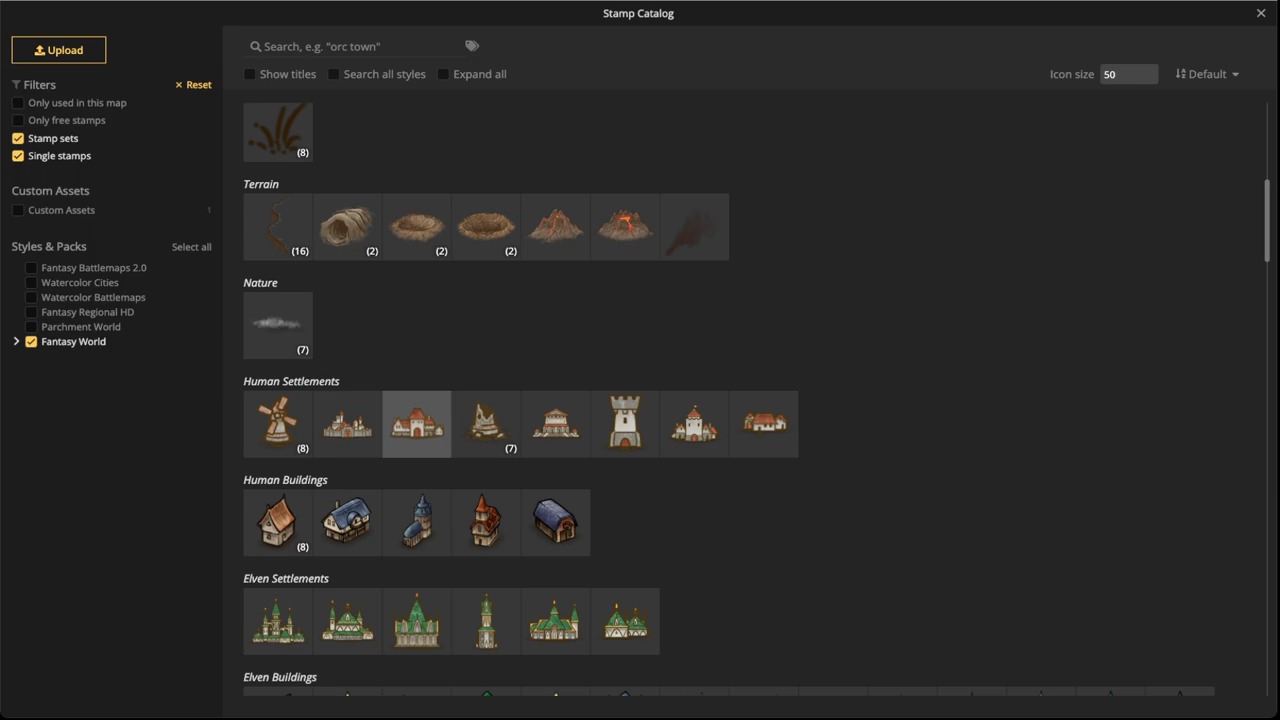 Stamp Catalog
Upload
Search, e.g. "orc town"
Show titles
Search all styles
Expand all
Icon size
50
Default
Filters
Reset
Only used in this map
Only free stamps
Stamp sets
Single stamps
Custom Assets
Custom Assets
1
Styles & Packs
Select all
Fantasy Battlemaps 2.0
Watercolor Cities
Watercolor Battlemaps
Fantasy Regional HD
Parchment World
Fantasy World
(8)
Terrain
(16)
(2)
(2)
(2)
Nature
(7)
Human Settlements
(8)
(7)
Human Buildings
(8)
Elven Settlements
Elven Buildings